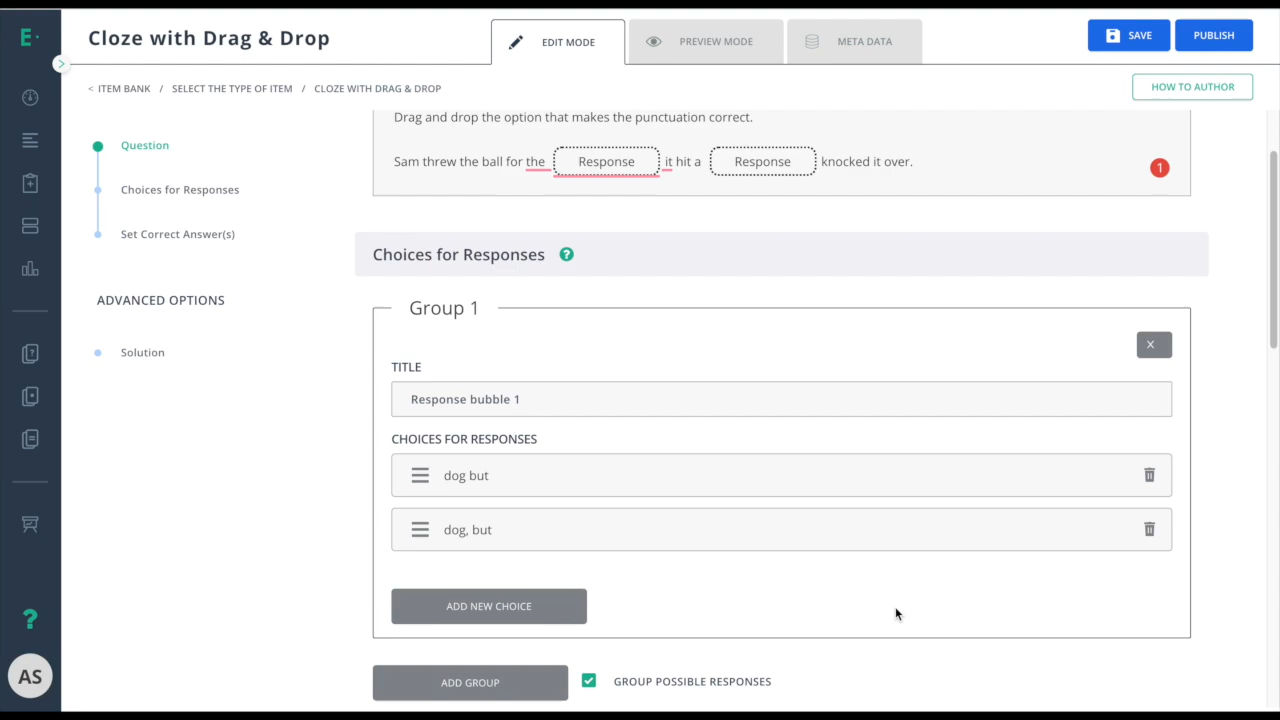 E
Cloze with Drag & Drop
EDIT MODE
PREVIEW MODE
META DATA
SAVE
PUBLISH
< ITEM BANK / SELECT THE TYPE OF ITEM / CLOZE WITH DRAG & DROP
HOW TO AUTHOR
Question
Choices for Responses
Set Correct Answer(s)
ADVANCED OPTIONS
Solution
Drag and drop the option that makes the punctuation correct.
Sam threw the ball for the Response it hit a Response knocked it over.
1
Choices for Responses ?
Group 1
X
TITLE
Response bubble 1
CHOICES FOR RESPONSES
dog but
dog, but
ADD NEW CHOICE
ADD GROUP
GROUP POSSIBLE RESPONSES
?
AS